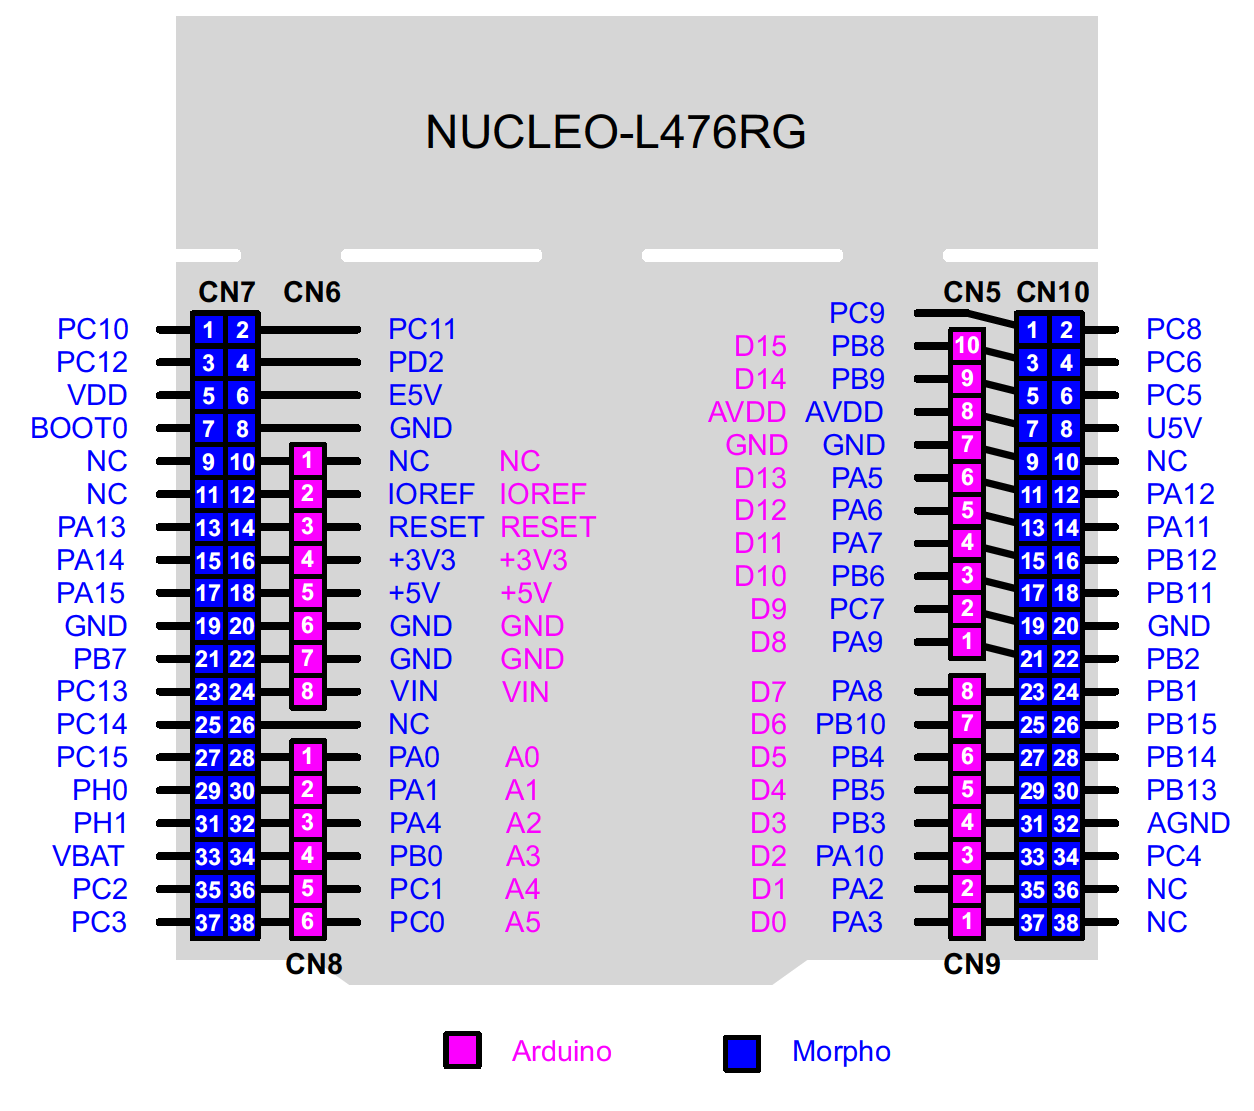 NUCLEO-L476RG
CN7 CN6 CN5 CN10
PC9 1 2 PC8
PC10 1 2 PC11
D15 PB8 10 3 4 PC6
PC12 3 4 PD2
D14 PB9 9 5 6 PC5
VDD 5 6 E5V
AVDD AVDD 8 7 8 U5V
BOOT0 7 8 GND
GND GND 7 9 10 NC
NC 9 10 1 NC NC
D13 PA5 6 11 12 PA12
NC 11 12 2 IOREF IOREF
D12 PA6 5 13 14 PA11
PA13 13 14 3 RESET RESET
D11 PA7 4 15 16 PB12
PA14 15 16 4 +3V3 +3V3
D10 PB6 3 17 18 PB11
PA15 17 18 5 +5V +5V
D9 PC7 2 19 20 GND
GND 19 20 6 GND GND
D8 PA9 1 21 22 PB2
PB7 21 22 7 GND GND
PC13 23 24 8 VIN VIN D7 PA8 8 23 24 PB1
PC14 25 26 NC D6 PB10 7 25 26 PB15
PC15 27 28 1 PA0 A0 D5 PB4 6 27 28 PB14
PH0 29 30 2 PA1 A1 D4 PB5 5 29 30 PB13
PH1 31 32 3 PA4 A2 D3 PB3 4 31 32 AGND
VBAT 33 34 4 PB0 A3 D2 PA10 3 33 34 PC4
PC2 35 36 5 PC1 A4 D1 PA2 2 35 36 NC
PC3 37 38 6 PC0 A5 D0 PA3 1 37 38 NC
CN8 CN9
Arduino Morpho